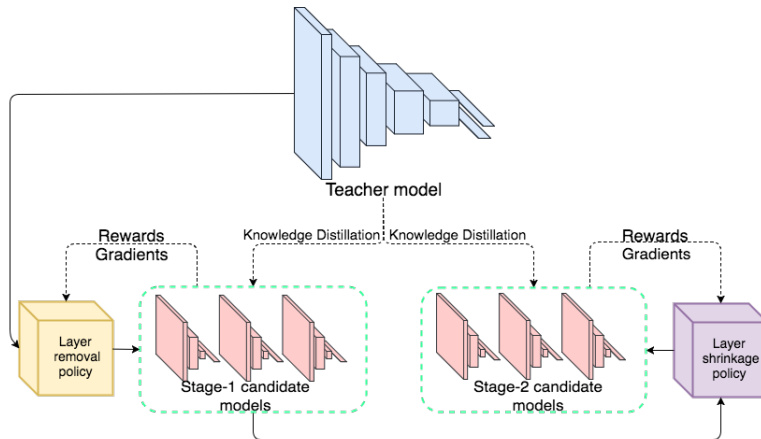 Teacher model
Knowledge Distillation
Knowledge Distillation
Rewards
Gradients
Rewards
Gradients
Layer
removal
policy
Stage-1 candidate
models
Stage-2 candidate
models
Layer
shrinkage
policy